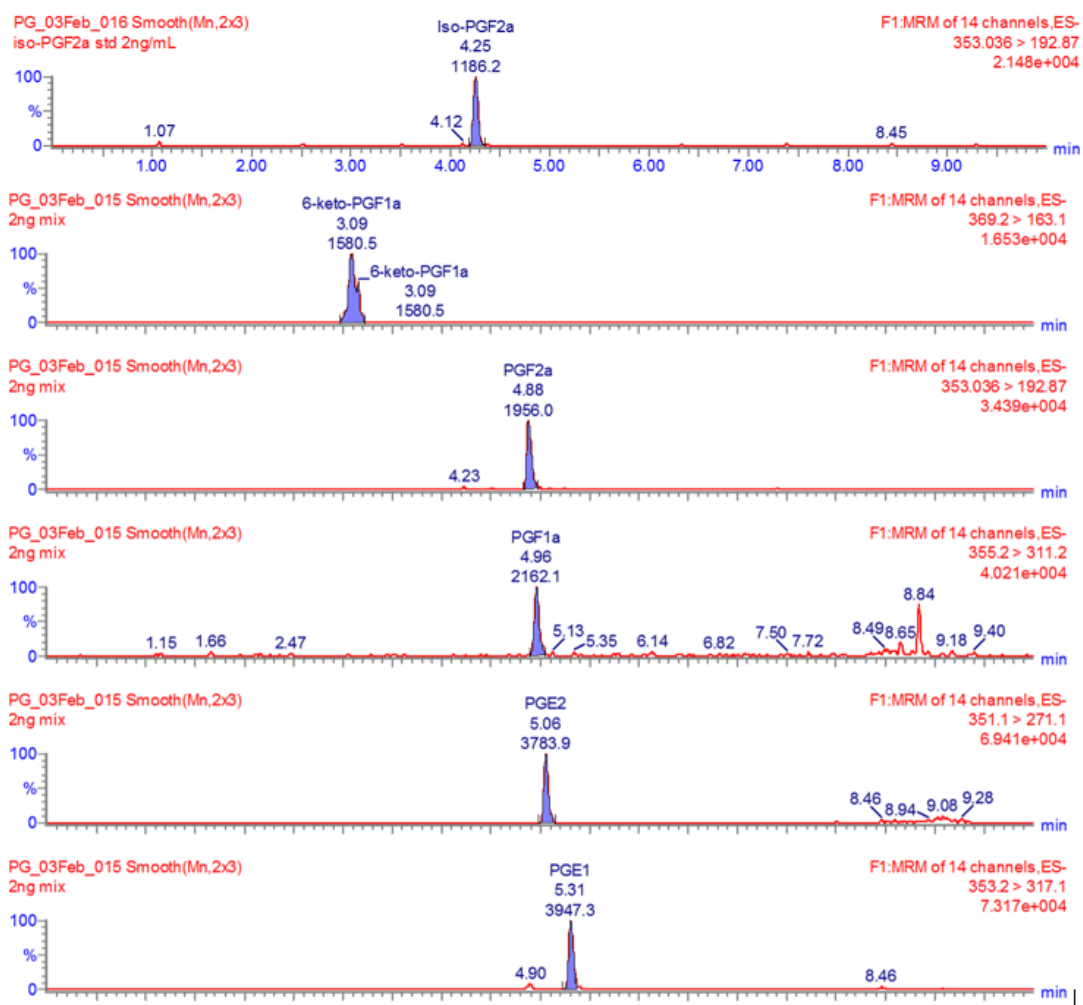 PG_03Feb_016 Smooth(Mn,2x3)
iso-PGF2a std 2ng/mL
F1:MRM of 14 channels,ES-
353.036 > 192.87
2.148e+004
Iso-PGF2a
4.25
1186.2
100
%
0
1.07
4.12
8.45
1.00 2.00 3.00 4.00 5.00 6.00 7.00 8.00 9.00
min
PG_03Feb_015 Smooth(Mn,2x3)
2ng mix
F1:MRM of 14 channels,ES-
369.2 > 163.1
1.653e+004
6-keto-PGF1a
3.09
1580.5
6-keto-PGF1a
3.09
1580.5
100
%
0
min
PG_03Feb_015 Smooth(Mn,2x3)
2ng mix
F1:MRM of 14 channels,ES-
353.036 > 192.87
3.439e+004
PGF2a
4.88
1956.0
100
%
0
4.23
min
PG_03Feb_015 Smooth(Mn,2x3)
2ng mix
F1:MRM of 14 channels,ES-
355.2 > 311.2
4.021e+004
PGF1a
4.96
2162.1
100
%
0
1.15 1.66 2.47 5.13 5.35 6.14 6.82 7.50 7.72 8.49 8.65 8.84 9.18 9.40
min
PG_03Feb_015 Smooth(Mn,2x3)
2ng mix
F1:MRM of 14 channels,ES-
351.1 > 271.1
6.941e+004
PGE2
5.06
3783.9
100
%
0
8.46 8.94 9.08 9.28
min
PG_03Feb_015 Smooth(Mn,2x3)
2ng mix
F1:MRM of 14 channels,ES-
353.2 > 317.1
7.317e+004
PGE1
5.31
3947.3
100
%
0
4.90
8.46
min